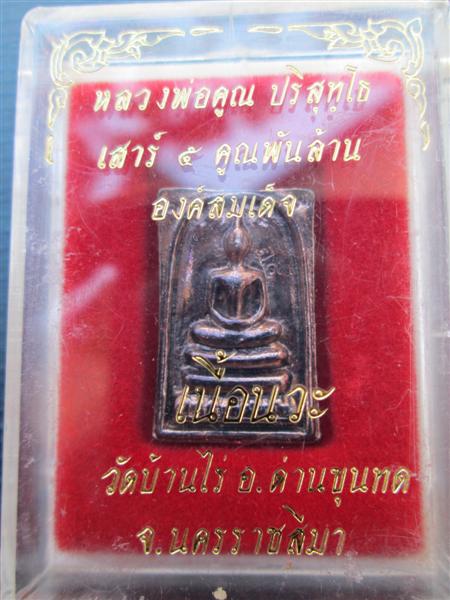 หลวงพ่อคูณ ปริสุทฺโธ
เสาร์ ๕ คูณพันล้าน
องค์สมเด็จ
เนื้อนวะ
วัดบ้านไร่ อ.ด่านขุนทด
จ.นครราชสีมา